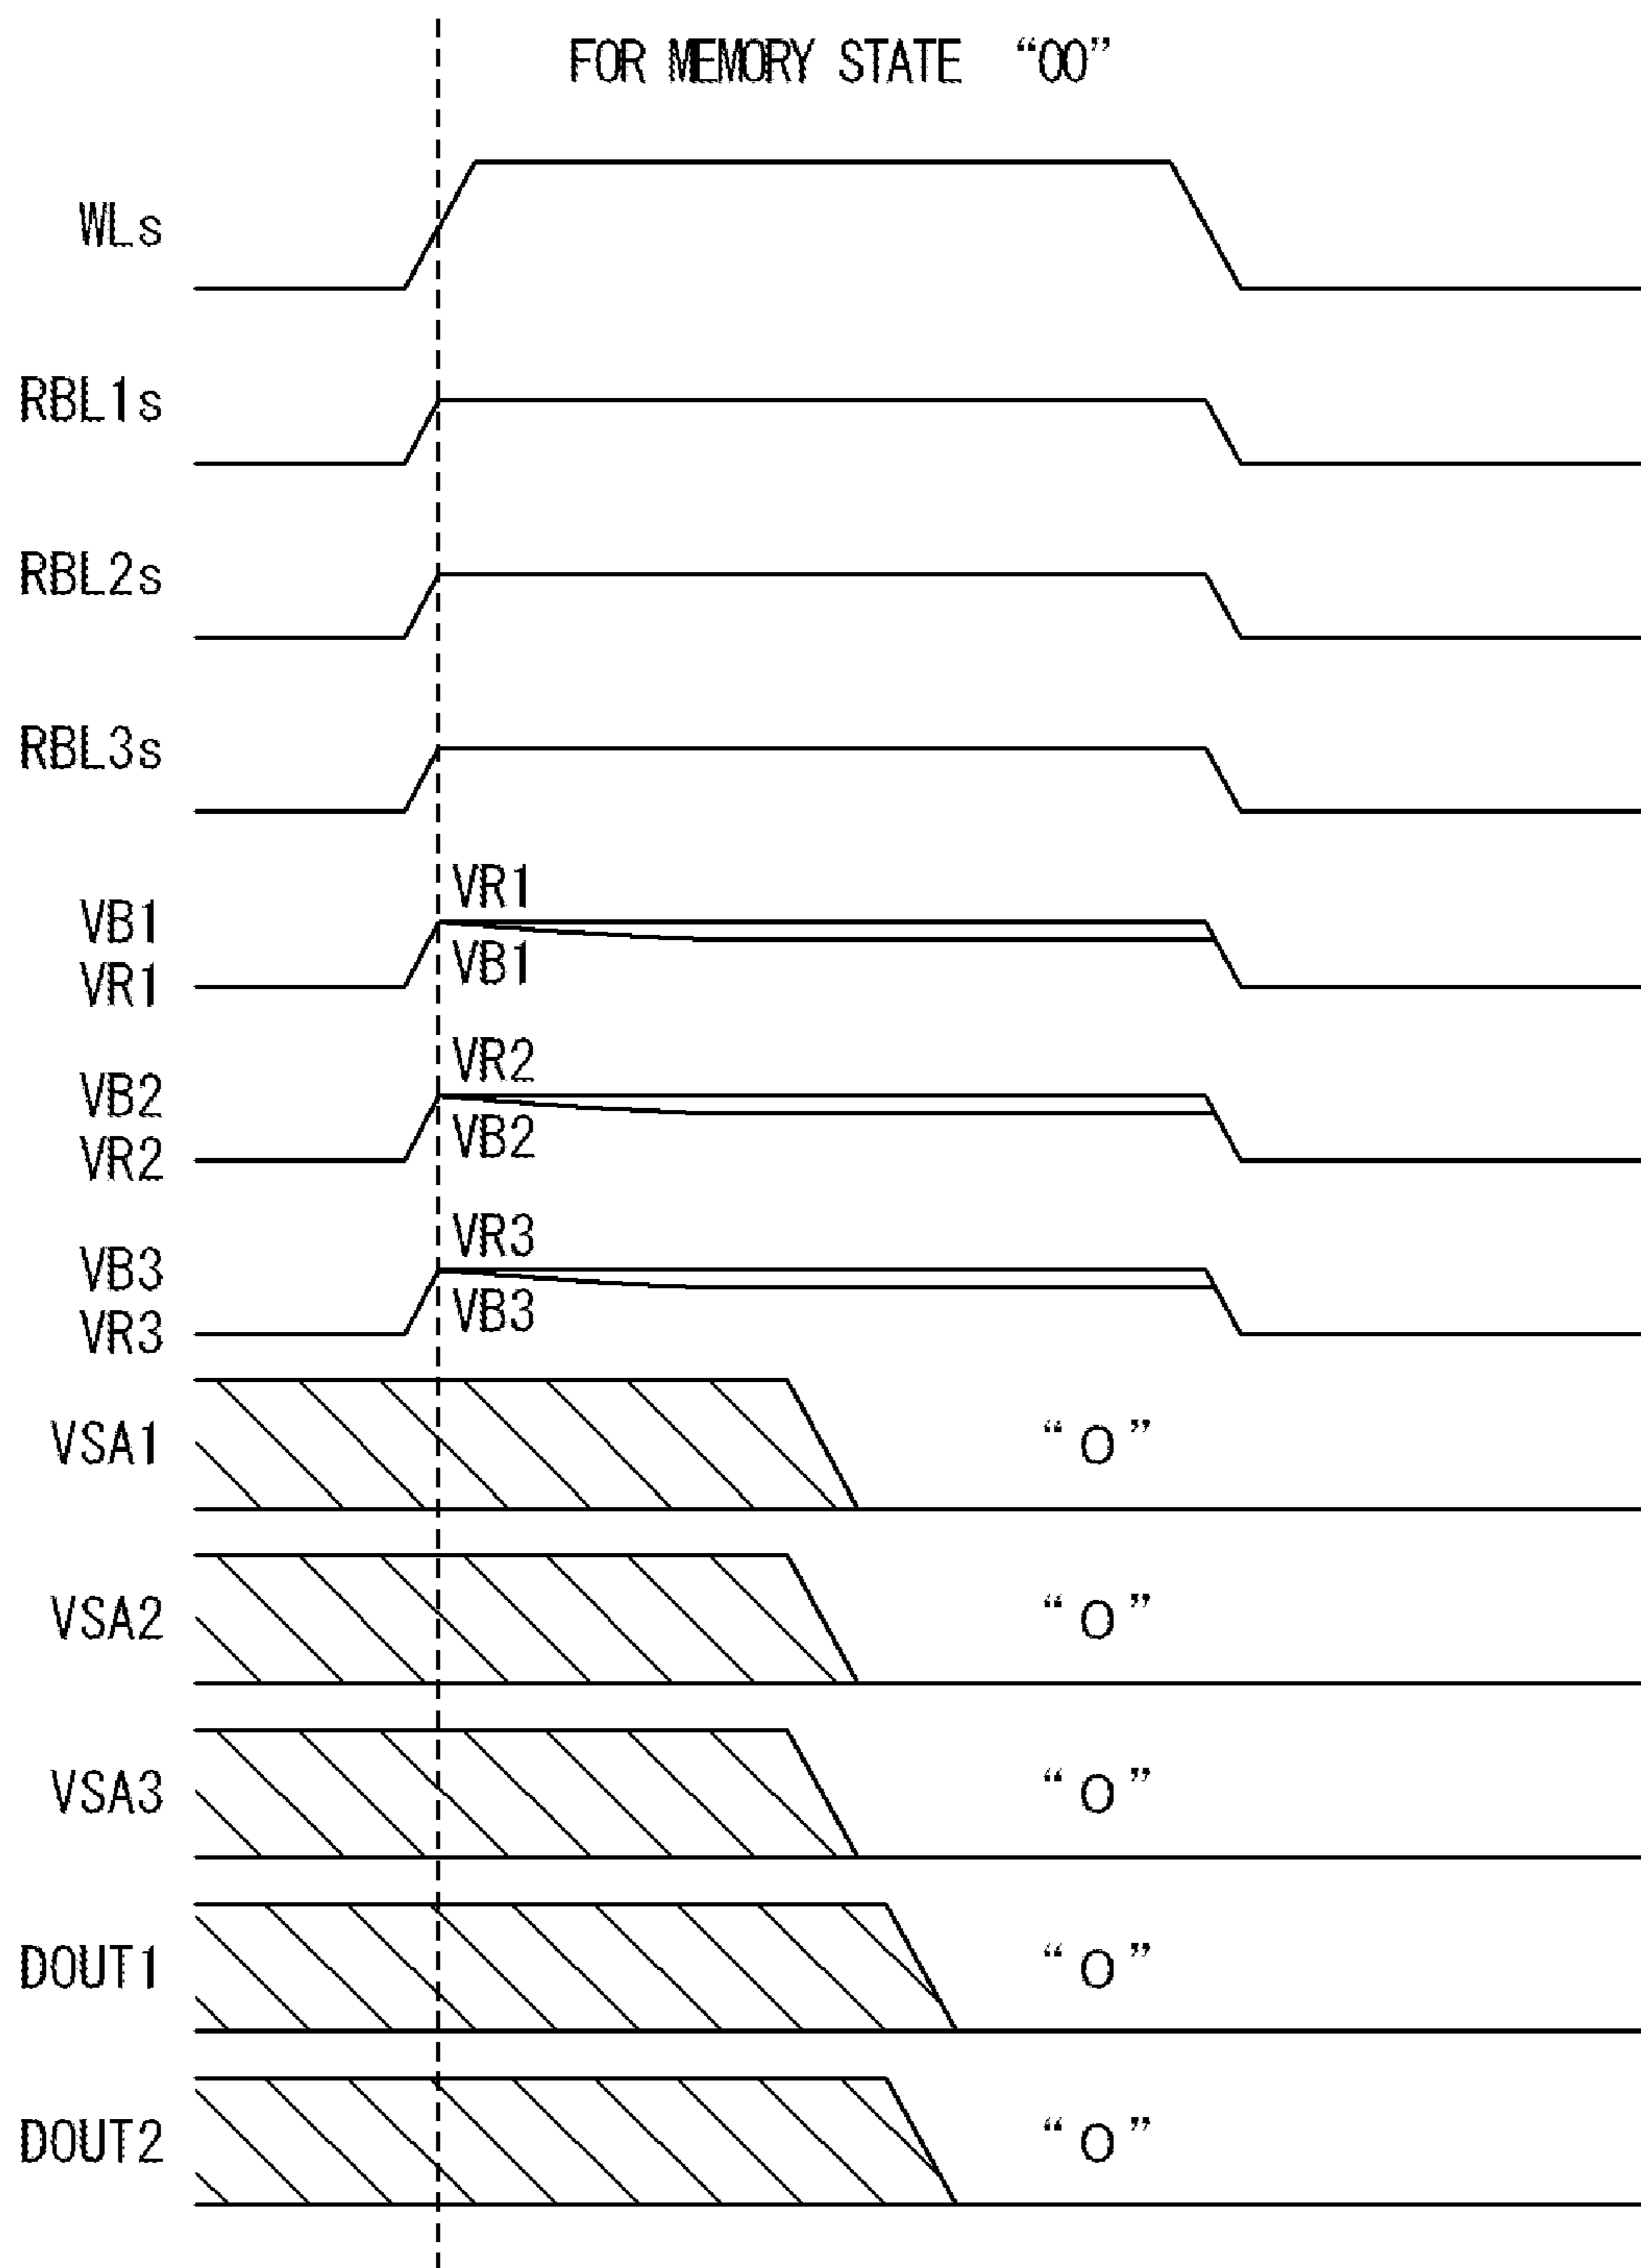 FOR MEMORY STATE “00”
WLs
RBL1s
RBL2s
RBL3s
VR1
VB1
VB1
VR1
VR2
VB2
VB2
VR2
VR3
VB3
VB3
VR3
VSA1 “0”
VSA2 “0”
VSA3 “0”
DOUT1 “0”
DOUT2 “0”